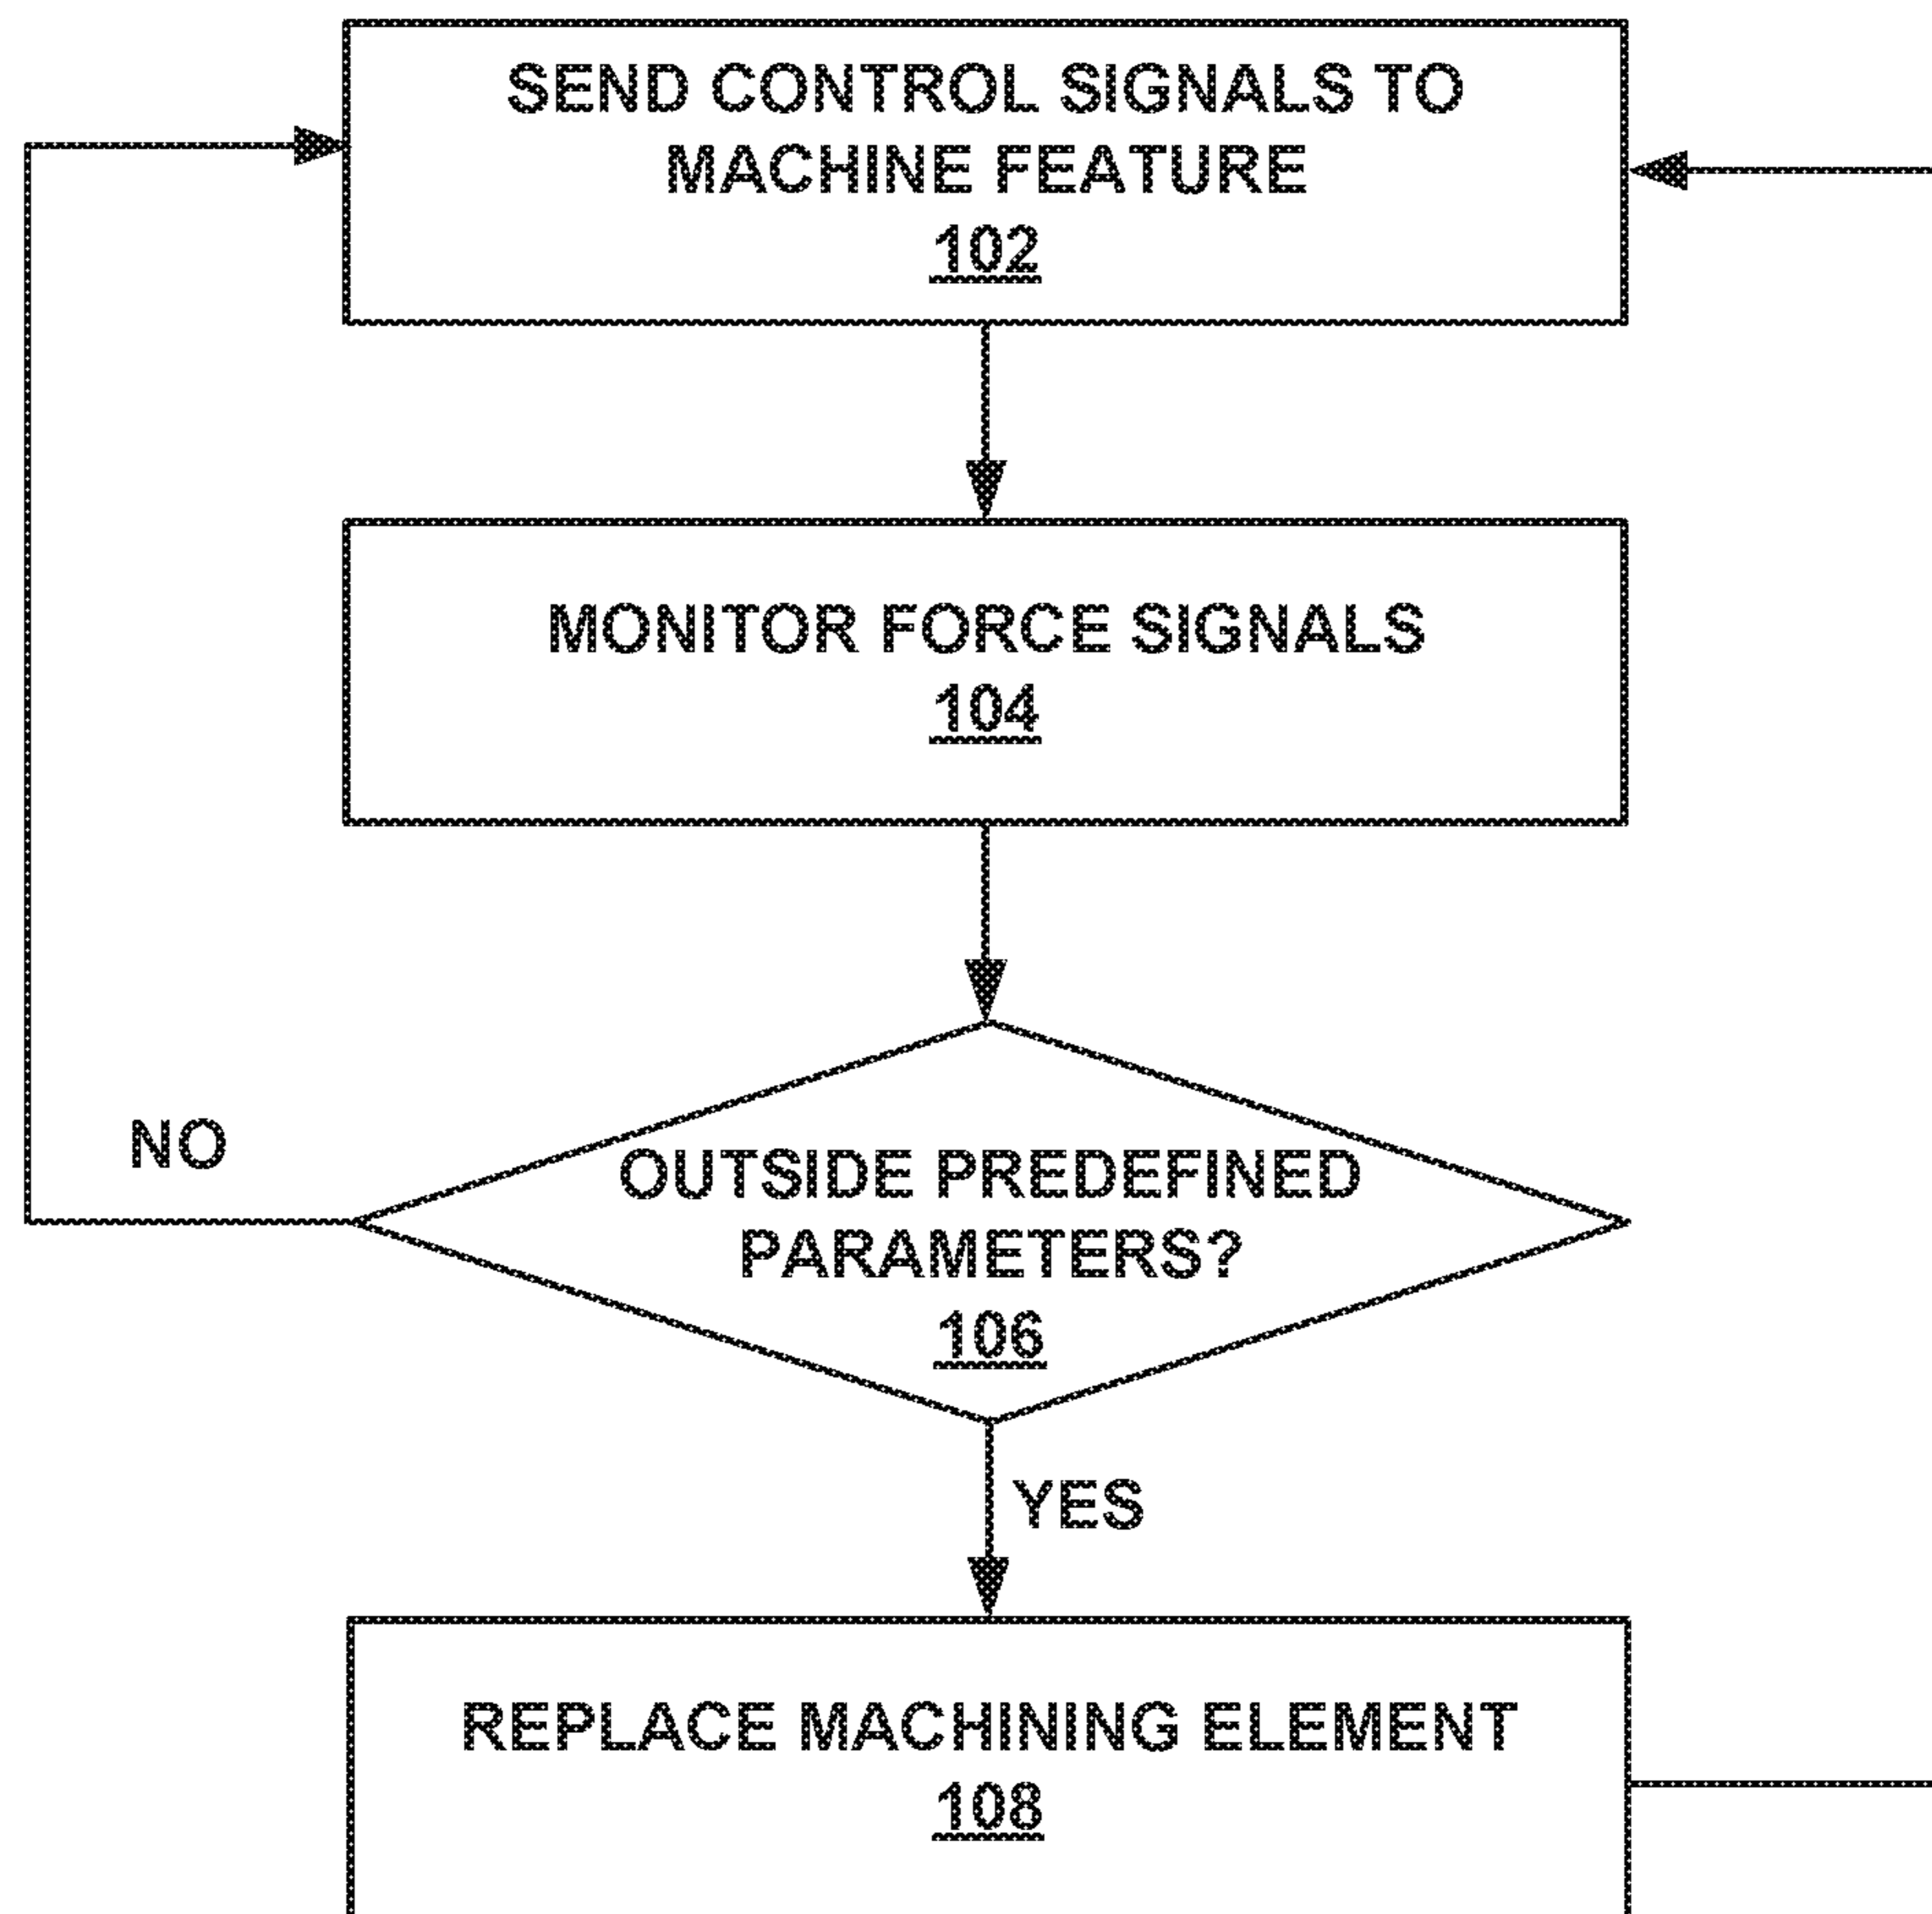 SEND CONTROL SIGNALS TO
MACHINE FEATURE
102
MONITOR FORCE SIGNALS
104
NO
OUTSIDE PREDEFINED
PARAMETERS?
106
YES
REPLACE MACHINING ELEMENT
108